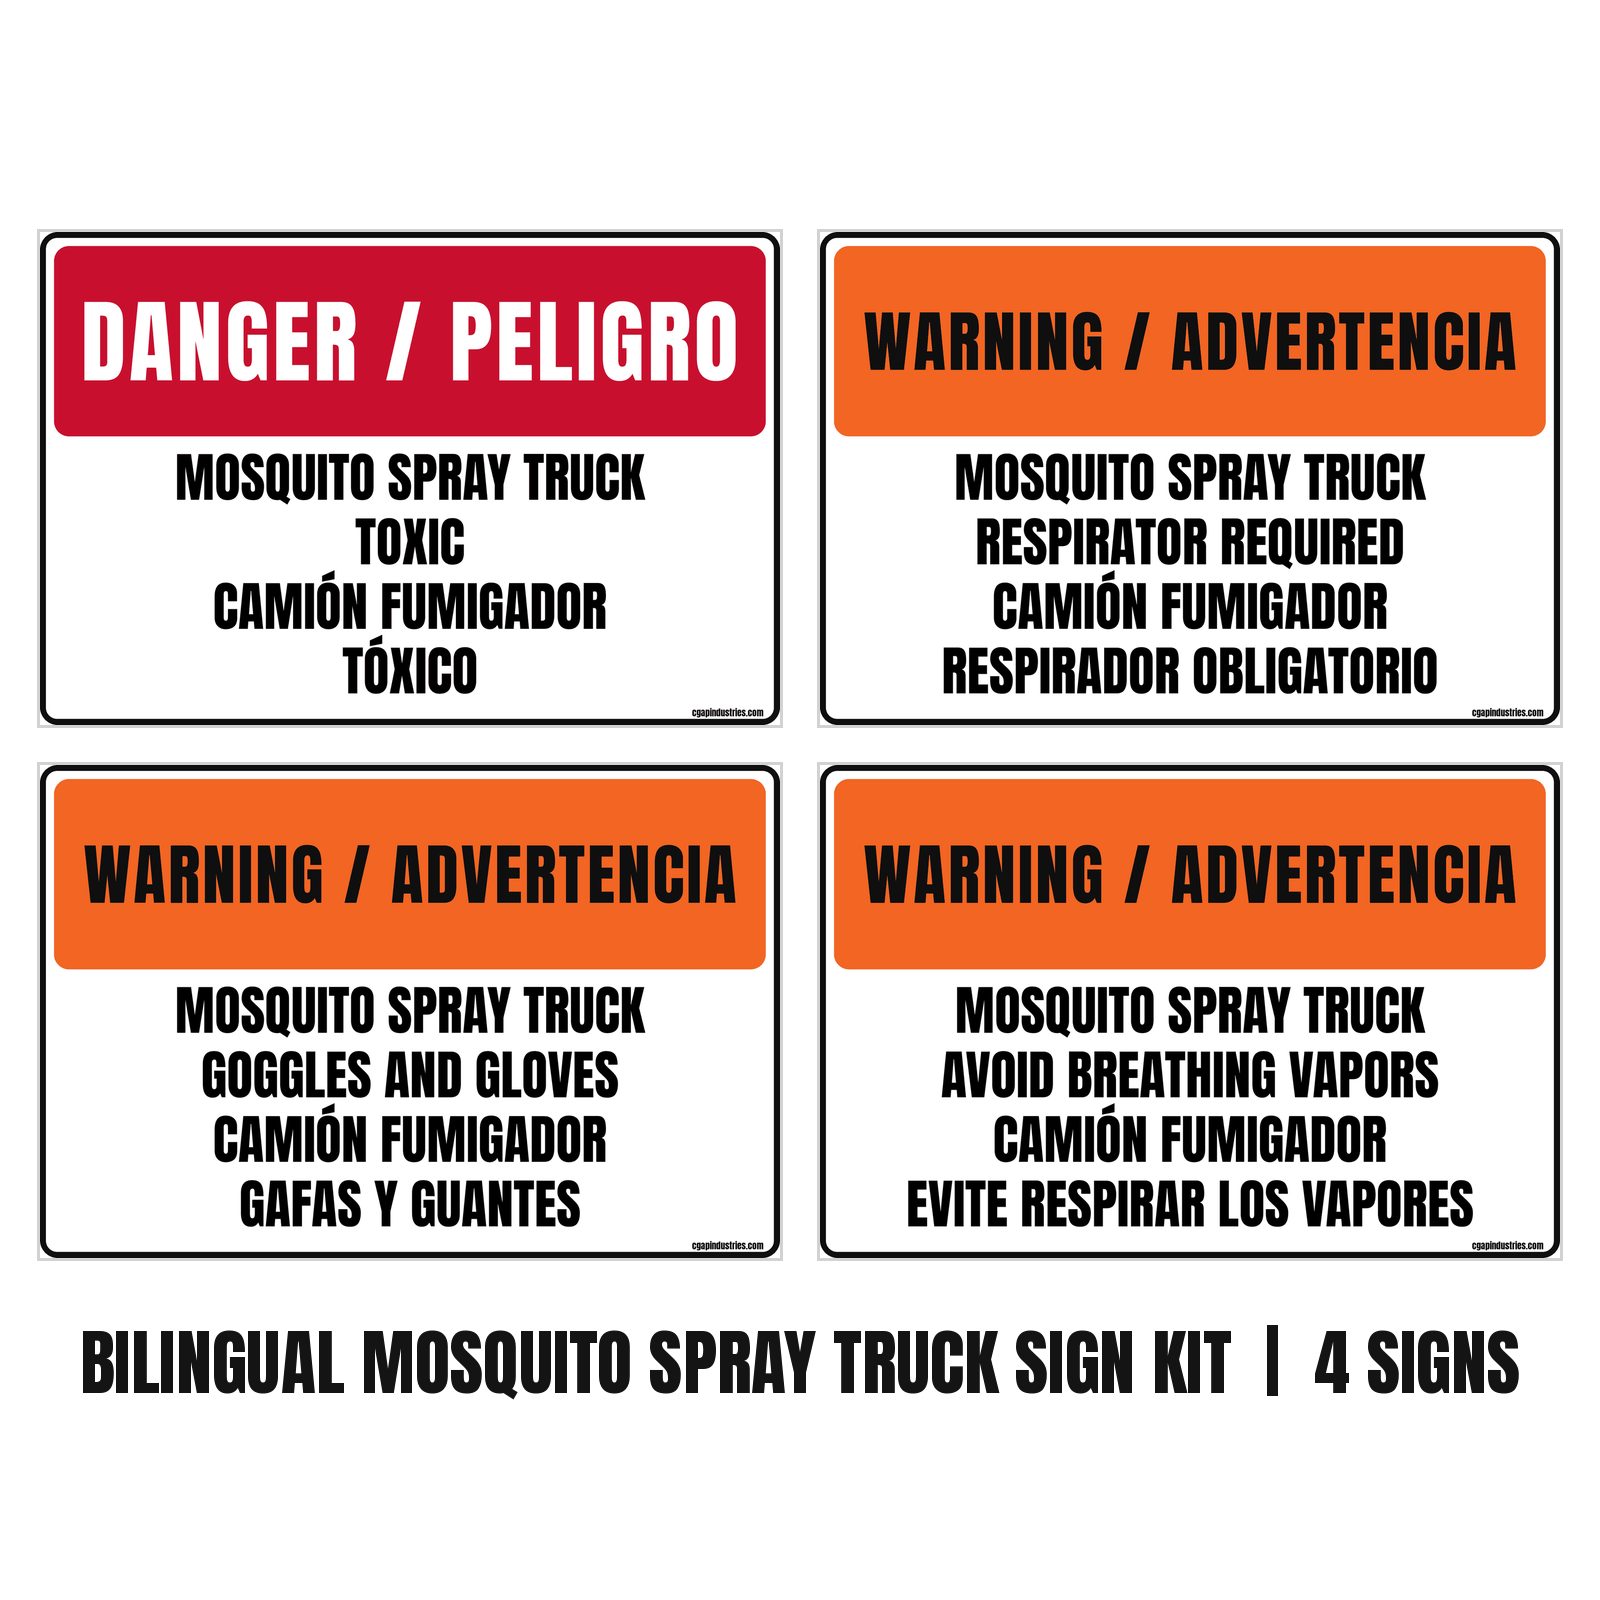 DANGER / PELIGRO
MOSQUITO SPRAY TRUCK
TOXIC
CAMIÓN FUMIGADOR
TÓXICO
cgapindustries.com
WARNING / ADVERTENCIA
MOSQUITO SPRAY TRUCK
RESPIRATOR REQUIRED
CAMIÓN FUMIGADOR
RESPIRADOR OBLIGATORIO
cgapindustries.com
WARNING / ADVERTENCIA
MOSQUITO SPRAY TRUCK
GOGGLES AND GLOVES
CAMIÓN FUMIGADOR
GAFAS Y GUANTES
cgapindustries.com
WARNING / ADVERTENCIA
MOSQUITO SPRAY TRUCK
AVOID BREATHING VAPORS
CAMIÓN FUMIGADOR
EVITE RESPIRAR LOS VAPORES
cgapindustries.com
BILINGUAL MOSQUITO SPRAY TRUCK SIGN KIT | 4 SIGNS